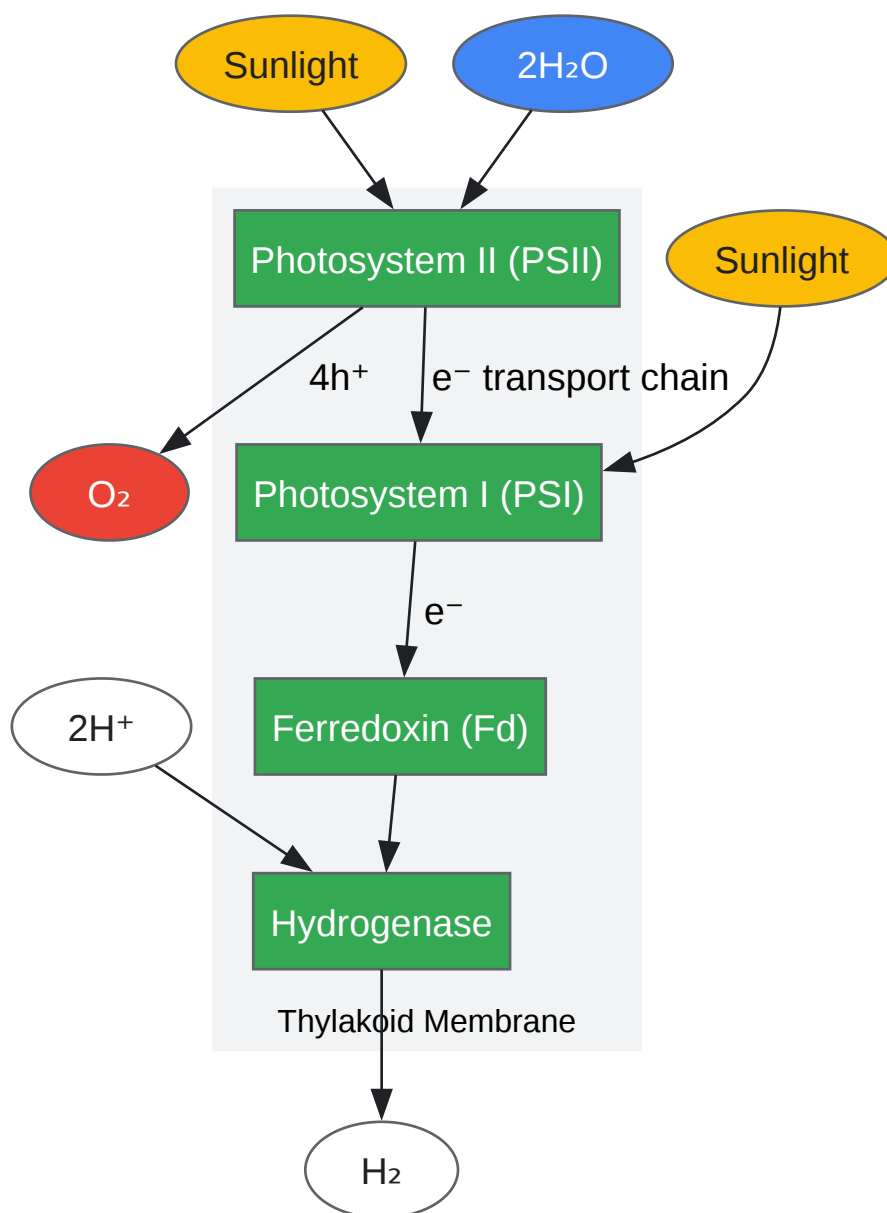 Sunlight
2H₂O
Photosystem II (PSII)
Sunlight
4h⁺
e⁻ transport chain
O₂
Photosystem I (PSI)
e⁻
2H⁺
Ferredoxin (Fd)
Hydrogenase
Thylakoid Membrane
H₂